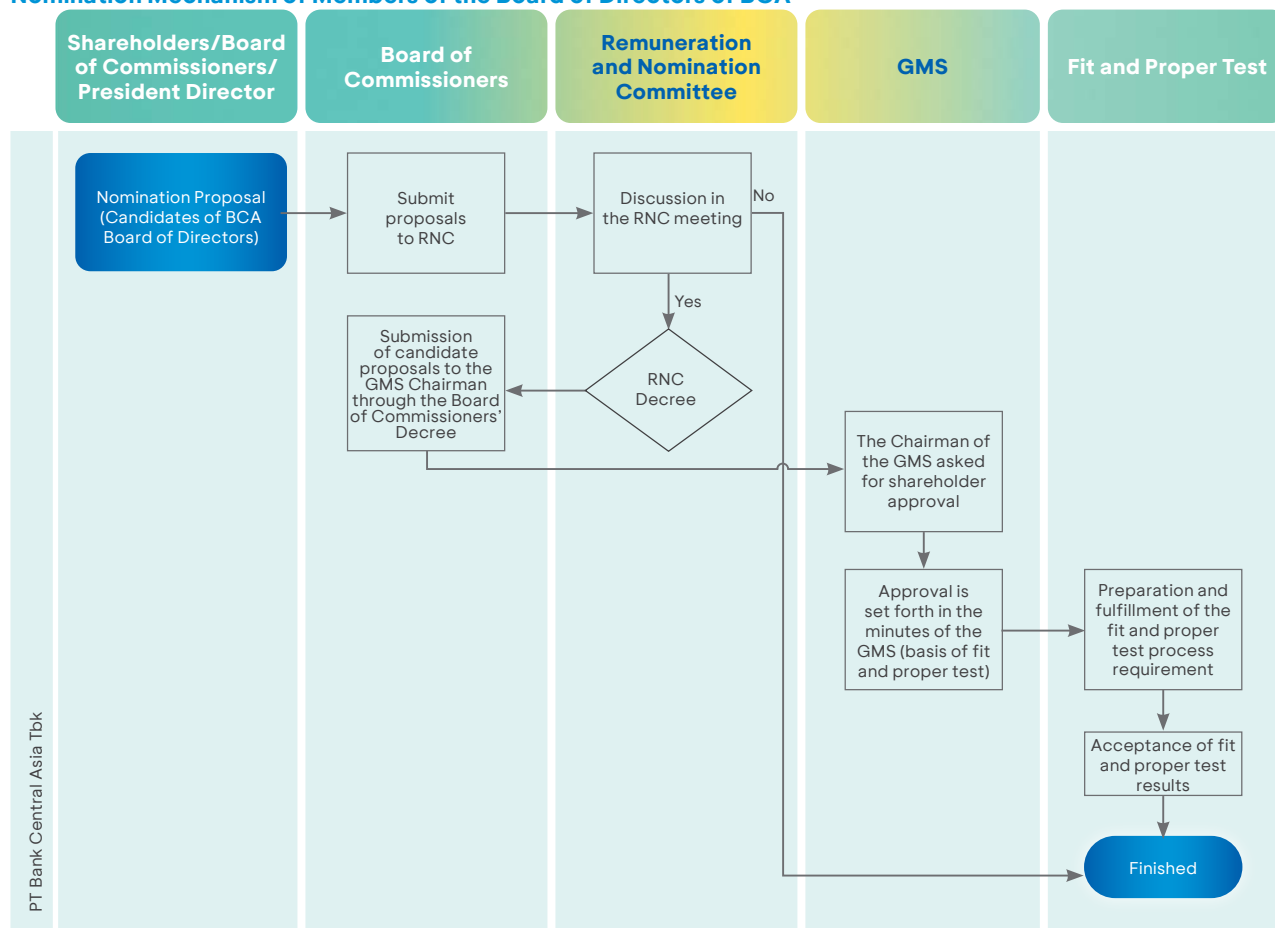 Nomination Mechanism of Members of the Board of Directors of BCA
Shareholders/Board
of Commissioners/
President Director
Board of
Commissioners
Remuneration
and Nomination
Committee
GMS
Fit and Proper Test
Nomination Proposal
(Candidates of BCA
Board of Directors)
Submit
proposals
to RNC
Discussion in
the RNC meeting
No
Yes
Submission
of candidate
proposals to the
GMS Chairman
through the Board
of Commissioners'
Decree
RNC
Decree
The Chairman of
the GMS asked
for shareholder
approval
Approval is
set forth in the
minutes of the
GMS (basis of fit
and proper test)
Preparation and
fulfillment of the
fit and proper
test process
requirement
Acceptance of fit
and proper test
results
Finished
PT Bank Central Asia Tbk